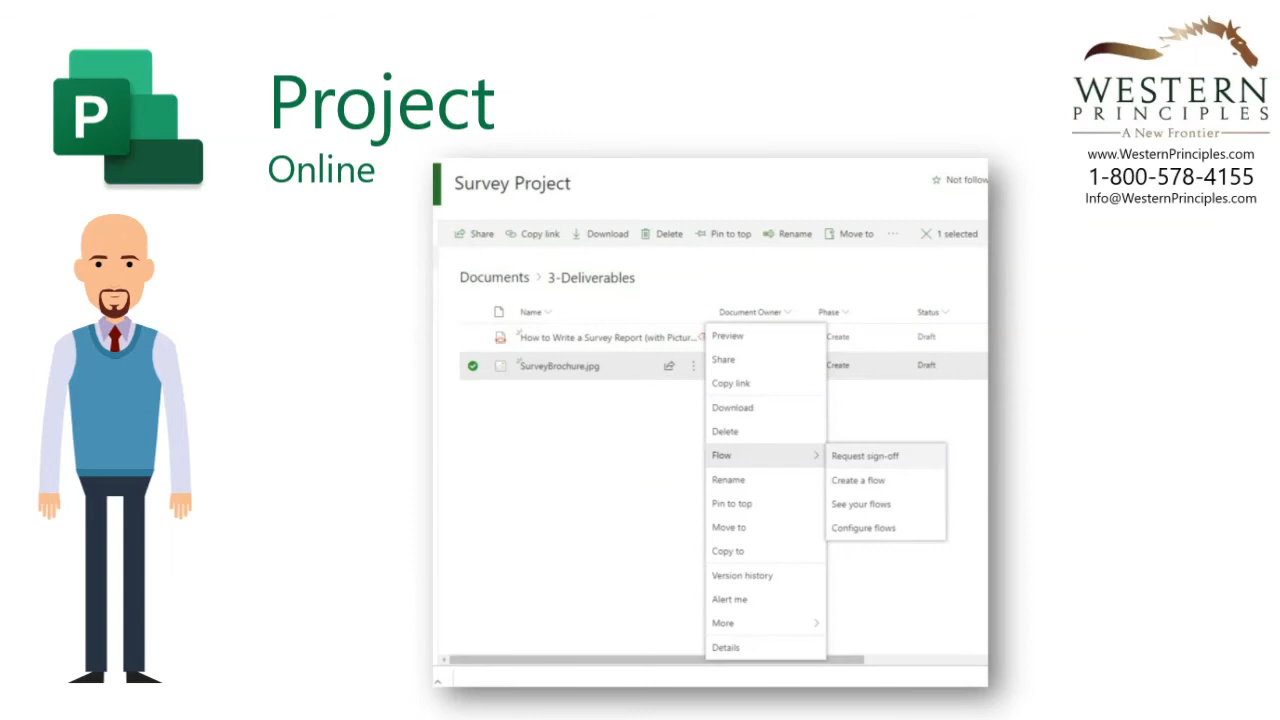 P
Project
Online
WESTERN
PRINCIPLES
A New Frontier
www.WesternPrinciples.com
1-800-578-4155
Info@WesternPrinciples.com
Survey Project
Not follow
Share Copy link Download Delete Pin to top Rename Move to ... 1 selected
Documents > 3-Deliverables
Name Document Owner Phase Status
How to Write a Survey Report (with Pictur... Create Draft
SurveyBrochure.jpg Create Draft
Preview
Share
Copy link
Download
Delete
Flow
Request sign-off
Create a flow
See your flows
Configure flows
Rename
Pin to top
Move to
Copy to
Version history
Alert me
More
Details